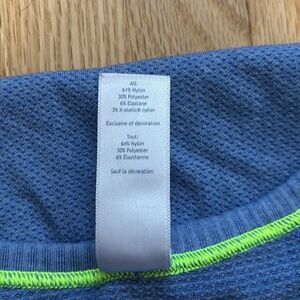 All:
61% Nylon
30% Polyester
6% Elastane
3% X-static® nylon
Exclusive of decoration
Tout:
64% Nylon
30% Polyester
6% Élasthanne
Sauf la décoration